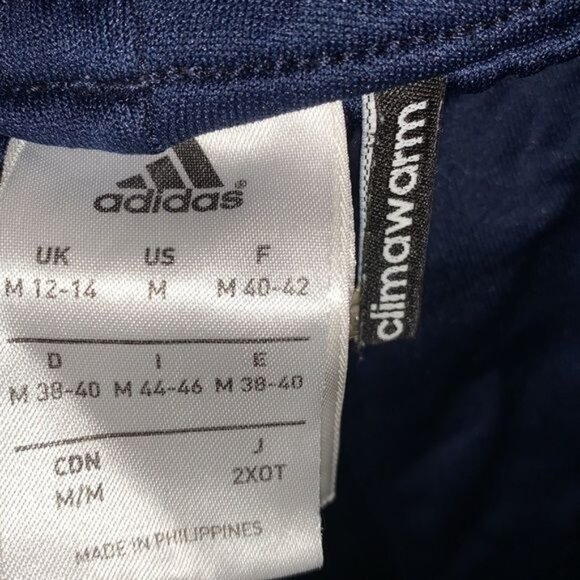 adidas®
UK US F
M 12-14 M M 40-42
D I E
M 38-40 M 44-46 M 38-40
CDN J
M/M 2XOT
MADE IN PHILIPPINES
climawarm